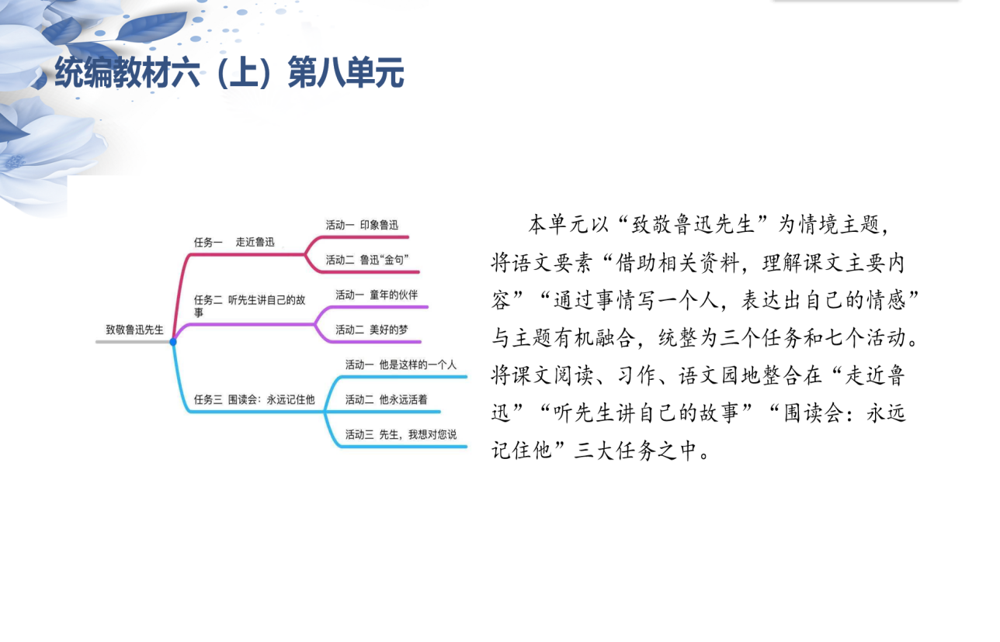 统编教材六（上）第八单元
致敬鲁迅先生
任务一 走近鲁迅
活动一 印象鲁迅
活动二 鲁迅“金句”
任务二 听先生讲自己的故
事
活动一 童年的伙伴
活动二 美好的梦
任务三 围读会：永远记住他
活动一 他是这样的一个人
活动二 他永远活着
活动三 先生，我想对您说
本单元以“致敬鲁迅先生”为情境主题，
将语文要素“借助相关资料，理解课文主要内
容”“通过事情写一个人，表达出自己的情感”
与主题有机融合，统整为三个任务和七个活动。
将课文阅读、习作、语文园地整合在“走近鲁
迅”“听先生讲自己的故事”“围读会：永远
记住他”三大任务之中。